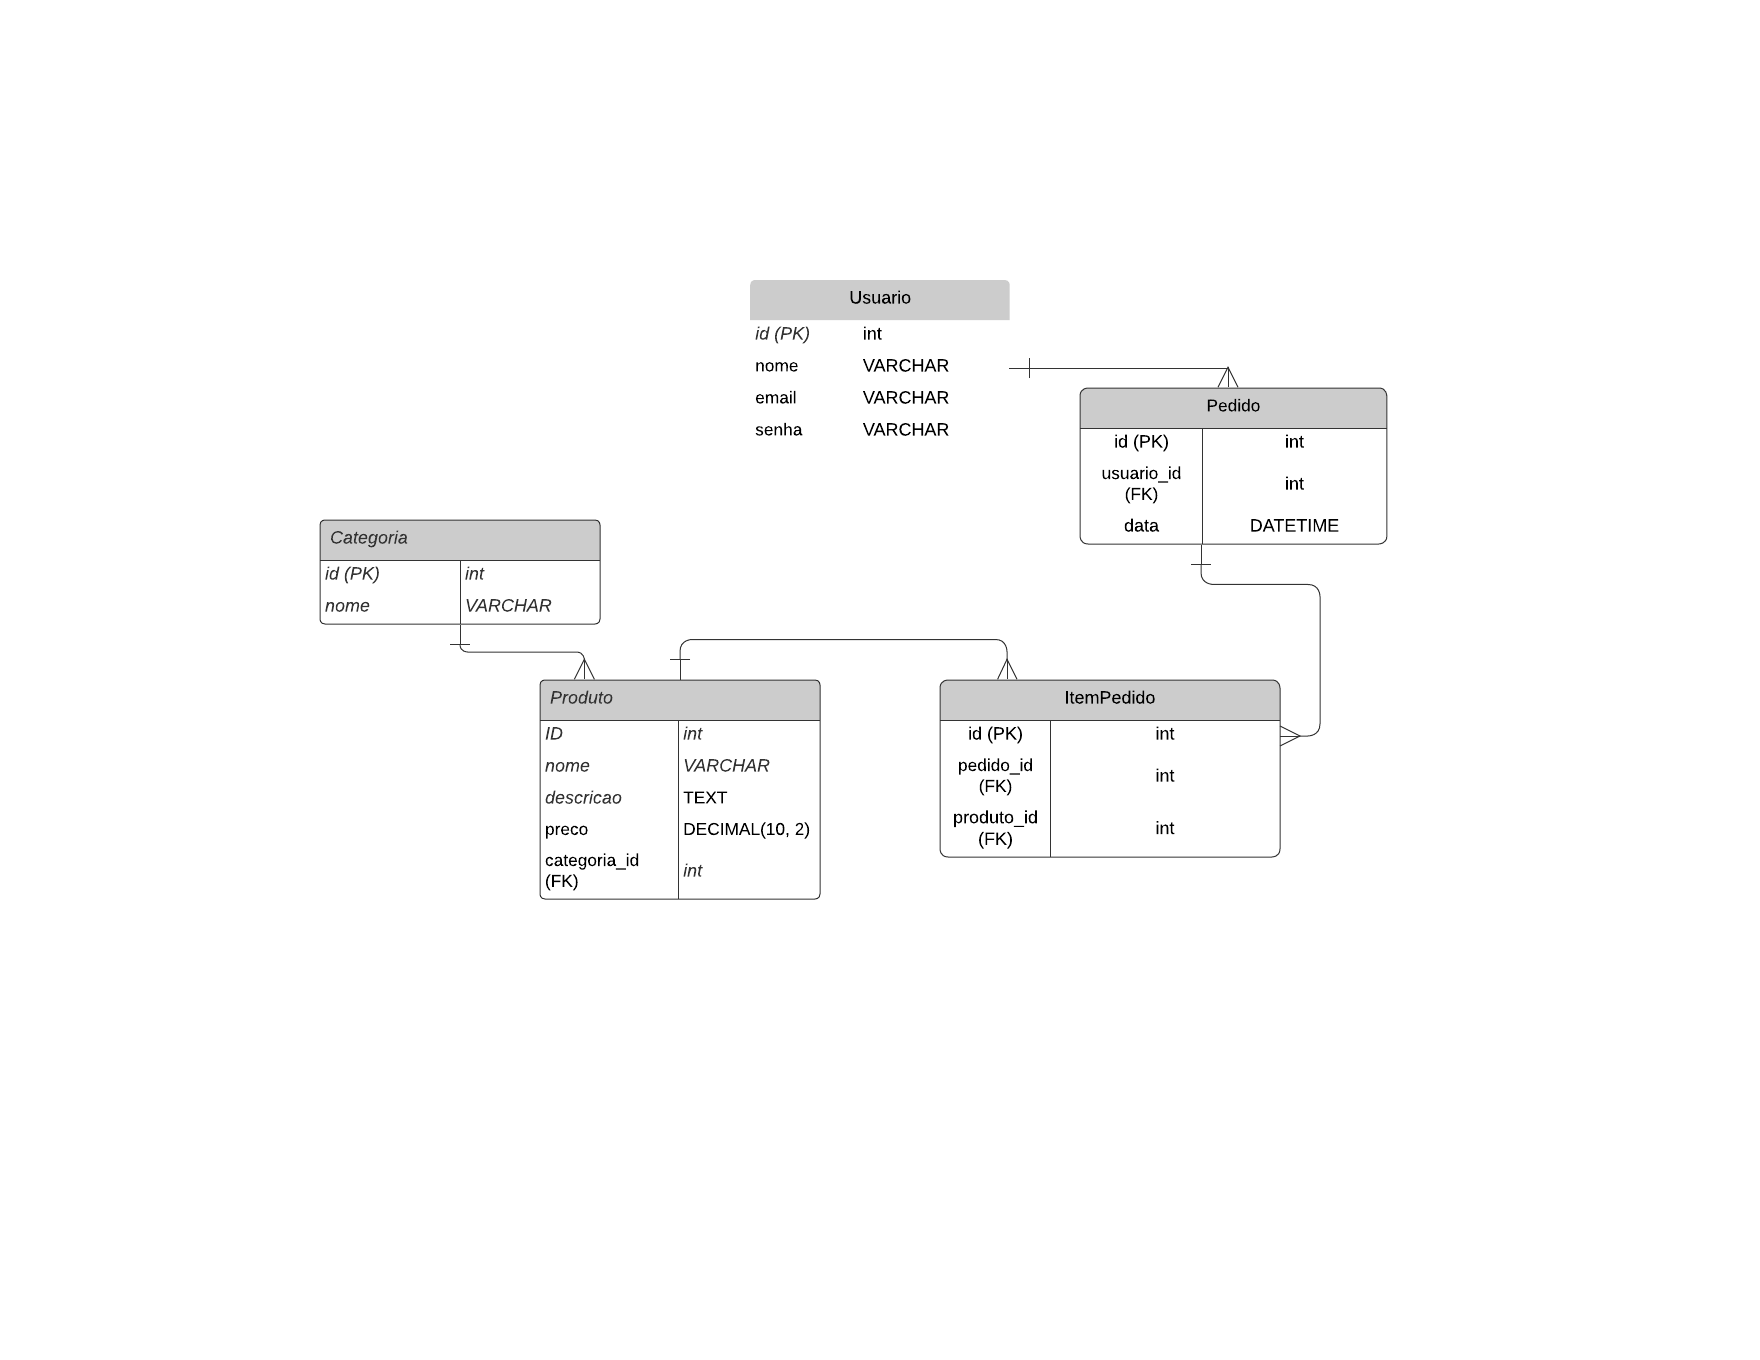 Usuario
id (PK) int
nome VARCHAR
email VARCHAR
senha VARCHAR
Pedido
id (PK) int
usuario_id
(FK) int
data DATETIME
Categoria
id (PK) int
nome VARCHAR
Produto
ID int
nome VARCHAR
descricao TEXT
preco DECIMAL(10, 2)
categoria_id
(FK) int
ItemPedido
id (PK) int
pedido_id
(FK) int
produto_id
(FK) int